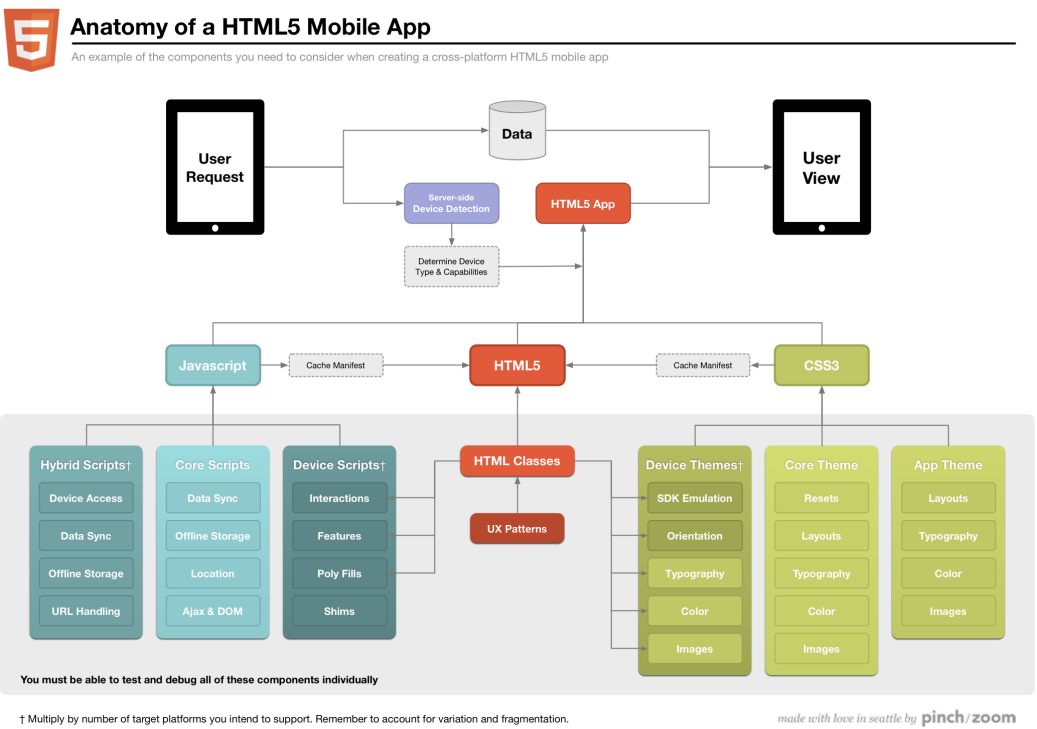 Anatomy of a HTML5 Mobile App
An example of the components you need to consider when creating a cross-platform HTML5 mobile app
User
Request
Data
User
View
Server-side
Device Detection
HTML5 App
Determine Device
Type & Capabilities
Javascript
Cache Manifest
HTML5
Cache Manifest
CSS3
Hybrid Scripts†
Device Access
Data Sync
Offline Storage
URL Handling
Core Scripts
Data Sync
Offline Storage
Location
Ajax & DOM
Device Scripts†
Interactions
Features
Poly Fills
Shims
HTML Classes
UX Patterns
Device Themes†
SDK Emulation
Orientation
Typography
Color
Images
Core Theme
Resets
Layouts
Typography
Color
Images
App Theme
Layouts
Typography
Color
Images
You must be able to test and debug all of these components individually
† Multiply by number of target platforms you intend to support. Remember to account for variation and fragmentation.
made with love in seattle by pinch/zoom